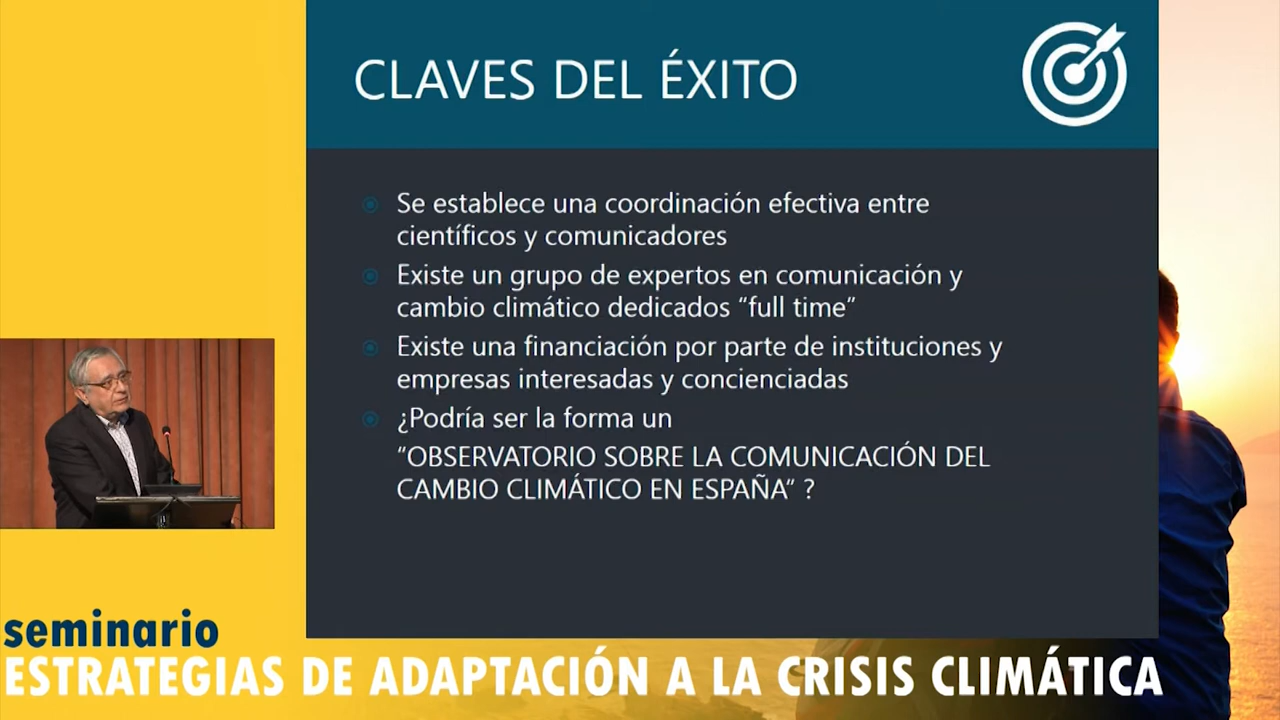 CLAVES DEL ÉXITO
Se establece una coordinación efectiva entre
científicos y comunicadores
Existe un grupo de expertos en comunicación y
cambio climático dedicados “full time”
Existe una financiación por parte de instituciones y
empresas interesadas y concienciadas
¿Podría ser la forma un
“OBSERVATORIO SOBRE LA COMUNICACIÓN DEL
CAMBIO CLIMÁTICO EN ESPAÑA“ ?
seminario
ESTRATEGIAS DE ADAPTACIÓN A LA CRISIS CLIMÁTICA